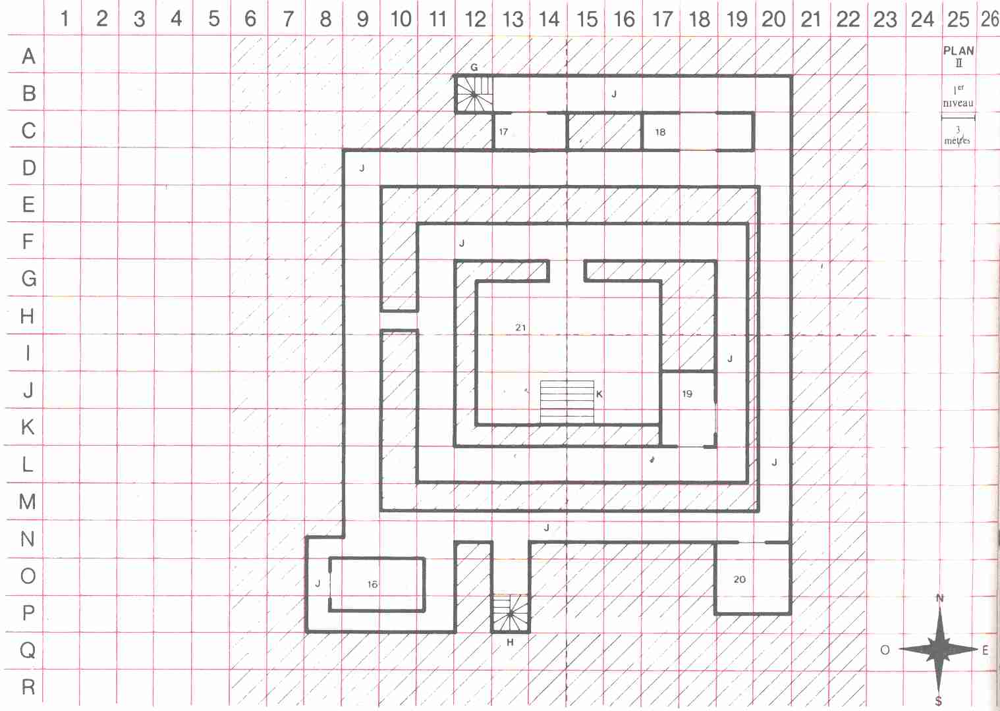 1 2 3 4 5 6 7 8 9 10 11 12 13 14 15 16 17 18 19 20 21 22 23 24 25 26
A
PLAN
II
G
B
J
1er
niveau
C
17
18
3
mètres
D
J
E
F
J
G
H
21
I
J
J
K
19
K
L
J
M
N
J
O
J
16
20
P
N
H
Q
O
E
R
S